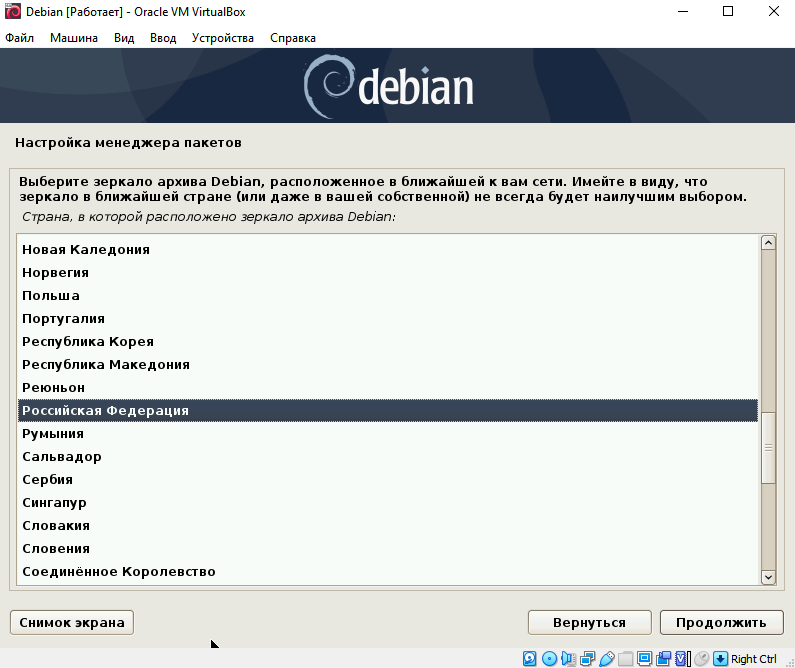 Debian [Работает] - Oracle VM VirtualBox
Файл Машина Вид Ввод Устройства Справка
debian
Настройка менеджера пакетов
Выберите зеркало архива Debian, расположенное в ближайшей к вам сети. Имейте в виду, что
зеркало в ближайшей стране (или даже в вашей собственной) не всегда будет наилучшим выбором.
Страна, в которой расположено зеркало архива Debian:
Новая Каледония
Норвегия
Польша
Португалия
Республика Корея
Республика Македония
Реюньон
Российская Федерация
Румыния
Сальвадор
Сербия
Сингапур
Словакия
Словения
Соединённое Королевство
Снимок экрана Вернуться Продолжить
Right Ctrl